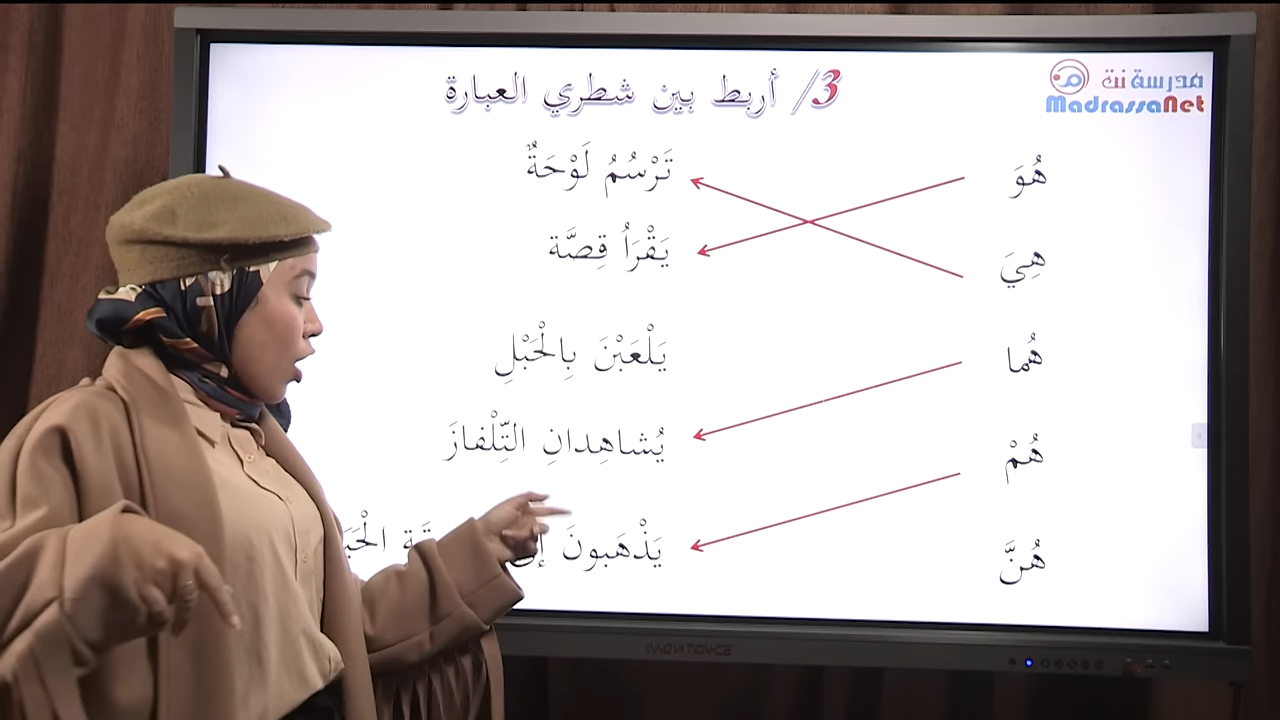 مدرسة نت
MadrassaNet
3/ أربط بين شطري العبارة
هُوَ
تَرْسُمُ لَوْحَةٌ
هِيَ
يَقْرَاُ قِصَّة
هُما
يَلْعَبْنَ بِالْحَبْلِ
هُمْ
يُشاهِدانِ التِّلْفازَ
هُنَّ
يَذْهَبونَ